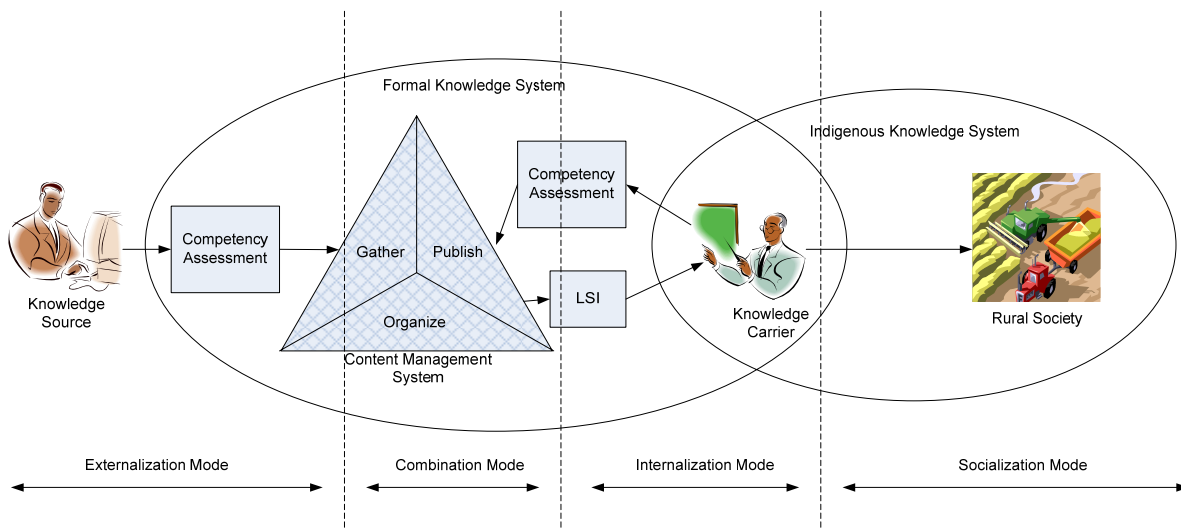 Formal Knowledge System
Indigenous Knowledge System
Knowledge
Source
Competency
Assessment
Gather
Publish
Organize
Content Management
System
Competency
Assessment
LSI
Knowledge
Carrier
Rural Society
Externalization Mode
Combination Mode
Internalization Mode
Socialization Mode